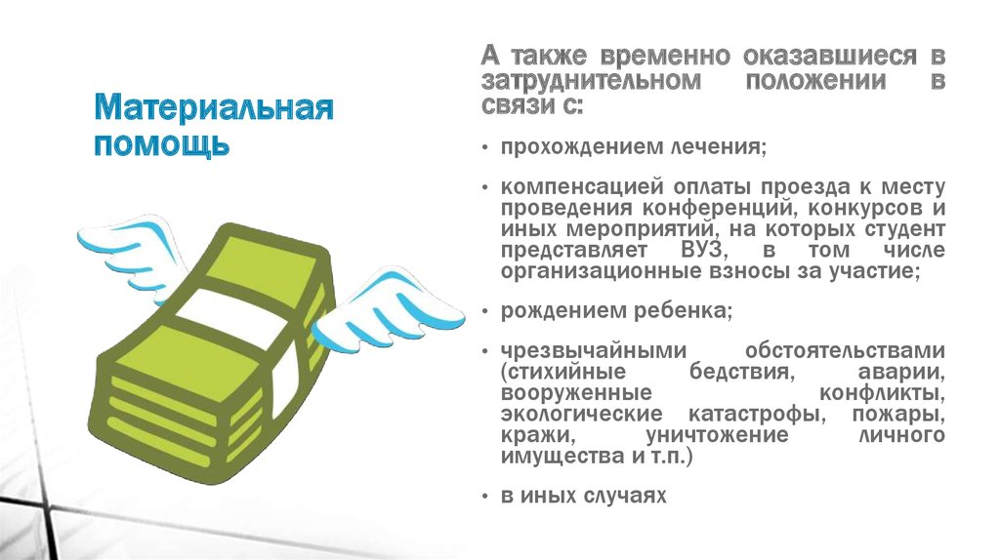 Материальная
помощь
А также временно оказавшиеся в
затруднительном положении в
связи с:
• прохождением лечения;
• компенсацией оплаты проезда к месту
проведения конференций, конкурсов и
иных мероприятий, на которых студент
представляет ВУЗ, в том числе
организационные взносы за участие;
• рождением ребенка;
• чрезвычайными обстоятельствами
(стихийные бедствия, аварии,
вооруженные конфликты,
экологические катастрофы, пожары,
кражи, уничтожение личного
имущества и т.п.)
• в иных случаях